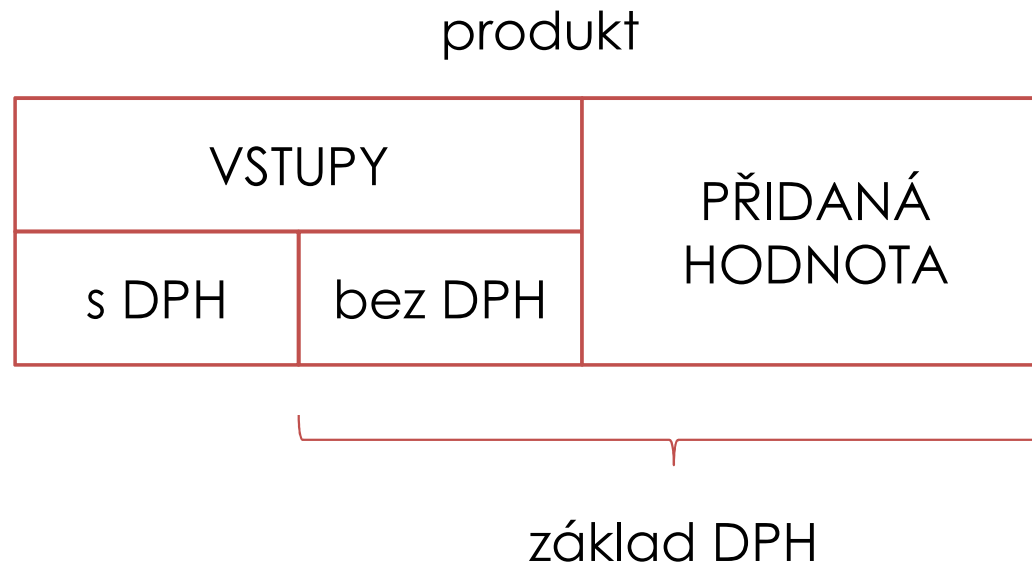 produkt
VSTUPY
PŘIDANÁ
HODNOTA
s DPH
bez DPH
základ DPH